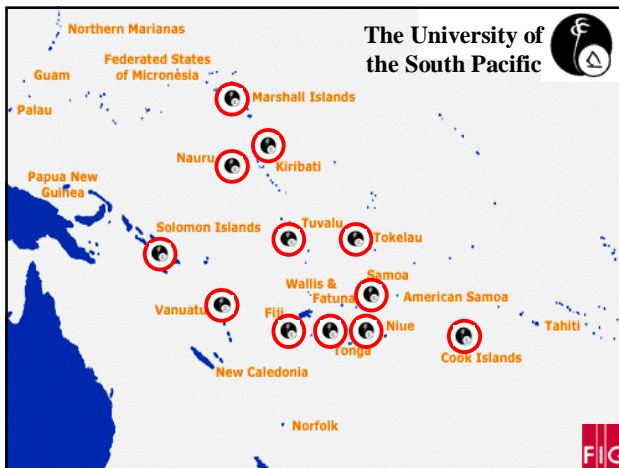 The University of
the South Pacific
Northern Marianas
Federated States
of Micronesia
Guam
Palau
Marshall Islands
Nauru
Kiribati
Papua New
Guinea
Solomon Islands
Tuvalu
Tokelau
Samoa
Wallis &
Fatuna
American Samoa
Vanuatu
Fiji
Tonga
Niue
Cook Islands
Tahiti
New Caledonia
Norfolk
FIG